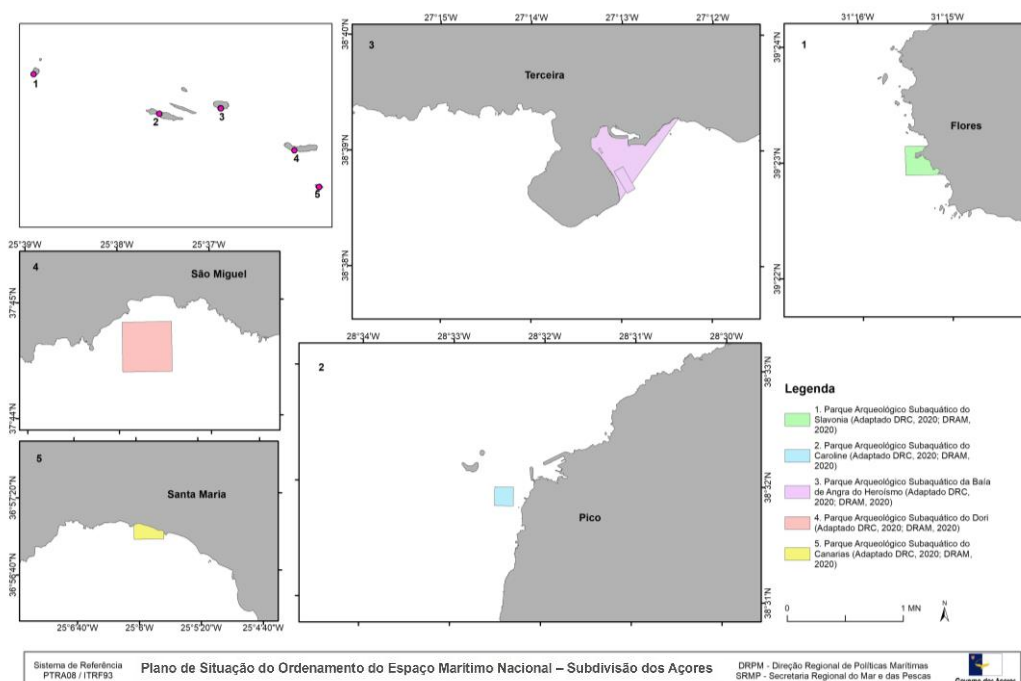 1
2
3
4
5
27°15'W
27°14'W
27°13'W
27°12'W
38°40'N
38°39'N
38°38'N
3
Terceira
31°16'W
31°15'W
39°24'N
39°23'N
39°22'N
1
Flores
25°39'W
25°38'W
25°37'W
4
São Miguel
37°45'N
37°44'N
28°34'W
28°33'W
28°32'W
28°31'W
28°30'W
2
38°33'N
38°32'N
38°31'N
Pico
5
Santa Maria
36°57'20"N
36°56'40"N
25°6'40"W
25°6'W
25°5'20"W
25°4'40"W
Legenda
1. Parque Arqueológico Subaquático do
Slavonia (Adaptado DRC, 2020; DRAM,
2020)
2. Parque Arqueológico Subaquático do
Caroline (Adaptado DRC, 2020; DRAM,
2020)
3. Parque Arqueológico Subaquático da Baía
de Angra do Heroísmo (Adaptado DRC,
2020; DRAM, 2020)
4. Parque Arqueológico Subaquático do Dori
(Adaptado DRC, 2020; DRAM, 2020)
5. Parque Arqueológico Subaquático do
Canarias (Adaptado DRC, 2020; DRAM,
2020)
0
1 MN
N
Sistema de Referência
PTRA08 / ITRF93
Plano de Situação do Ordenamento do Espaço Marítimo Nacional – Subdivisão dos Açores
DRPM - Direção Regional de Políticas Marítimas
SRMP - Secretaria Regional do Mar e das Pescas
Governo dos Açores